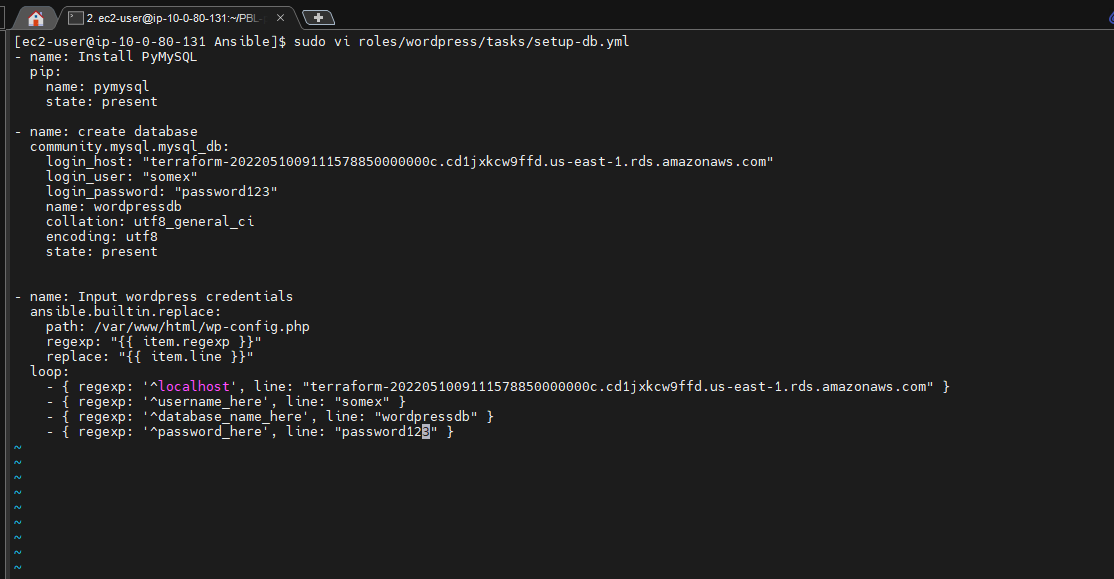 2. ec2-user@ip-10-0-80-131:~/PBL-
[ec2-user@ip-10-0-80-131 Ansible]$ sudo vi roles/wordpress/tasks/setup-db.yml
- name: Install PyMySQL
  pip:
    name: pymysql
    state: present

- name: create database
  community.mysql.mysql_db:
    login_host: "terraform-20220510091111578850000000c.cd1jxkcw9ffd.us-east-1.rds.amazonaws.com"
    login_user: "somex"
    login_password: "password123"
    name: wordpressdb
    collation: utf8_general_ci
    encoding: utf8
    state: present


- name: Input wordpress credentials
  ansible.builtin.replace:
    path: /var/www/html/wp-config.php
    regexp: "{{ item.regexp }}"
    replace: "{{ item.line }}"
  loop:
    - { regexp: '^localhost', line: "terraform-20220510091111578850000000c.cd1jxkcw9ffd.us-east-1.rds.amazonaws.com" }
    - { regexp: '^username_here', line: "somex" }
    - { regexp: '^database_name_here', line: "wordpressdb" }
    - { regexp: '^password_here', line: "password123" }
~
~
~
~
~
~
~
~
~